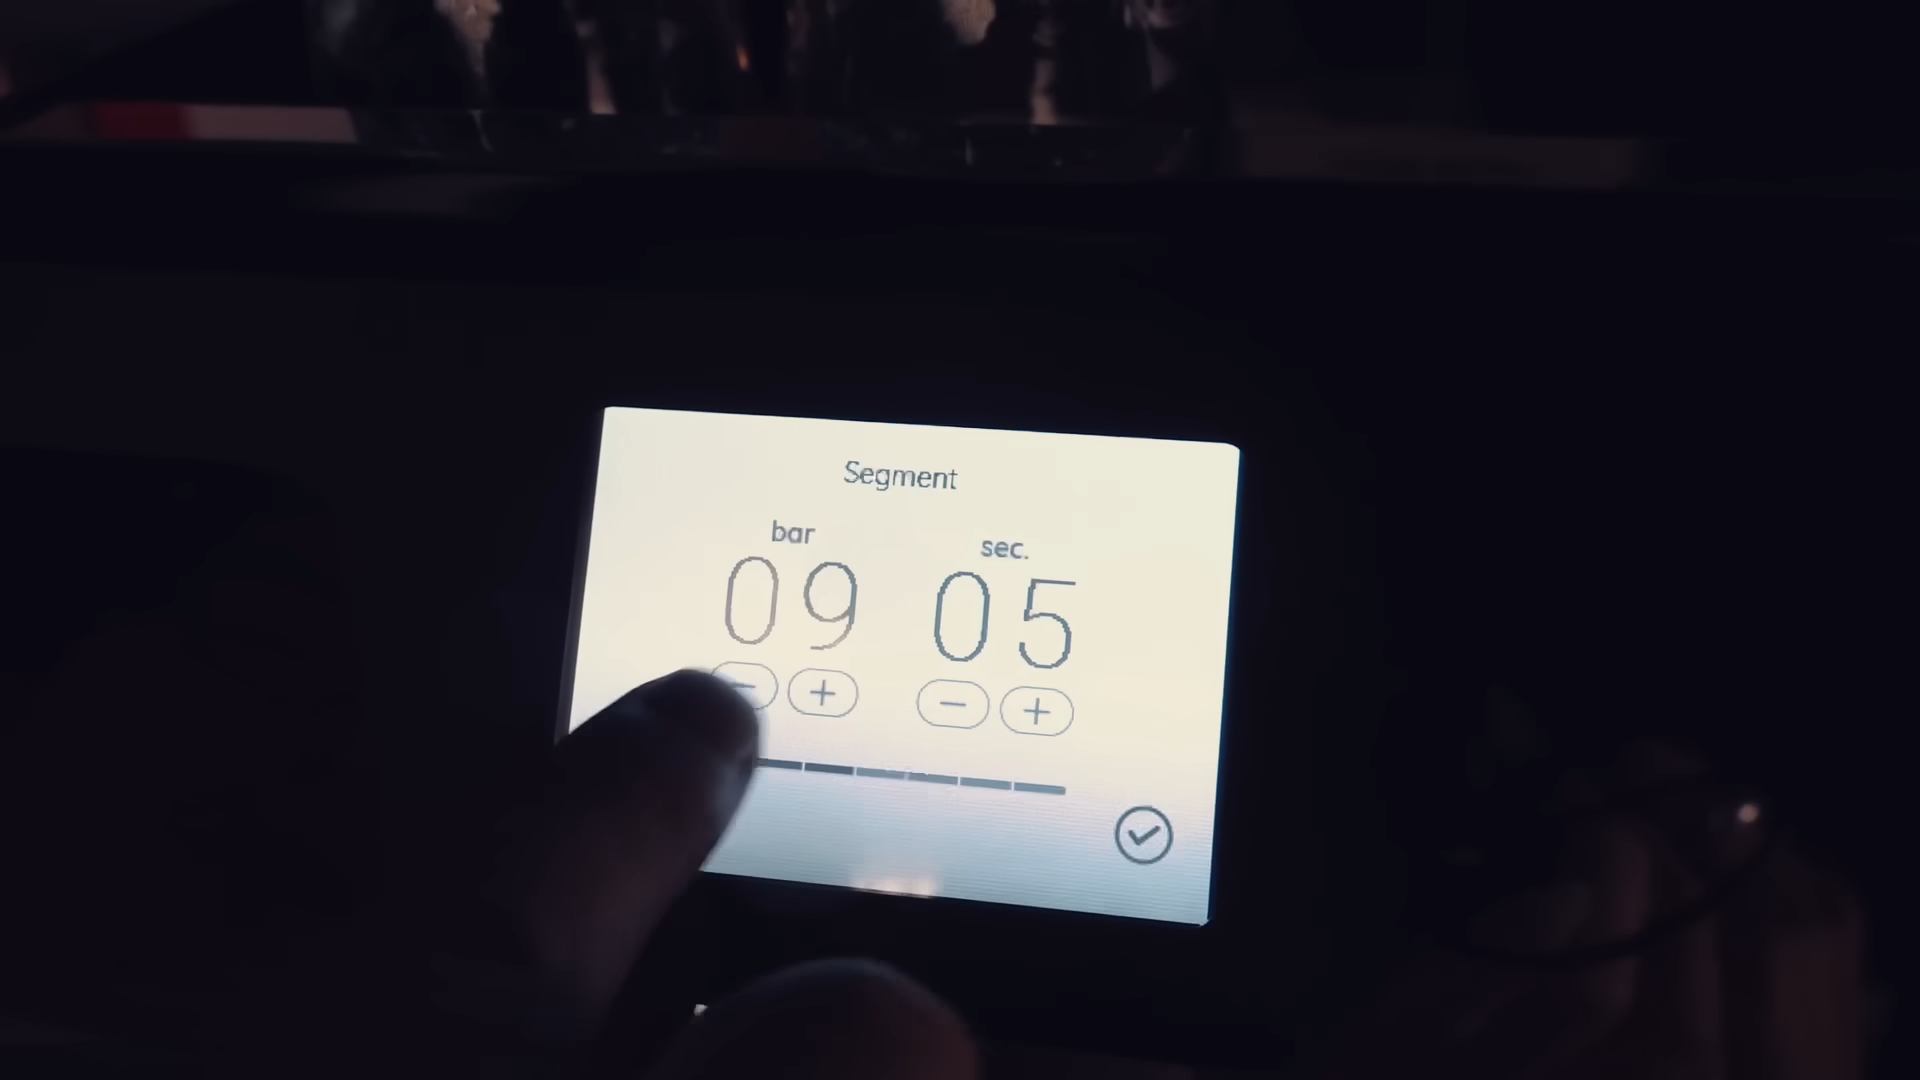 Segment
bar sec.
09 05
− + − +